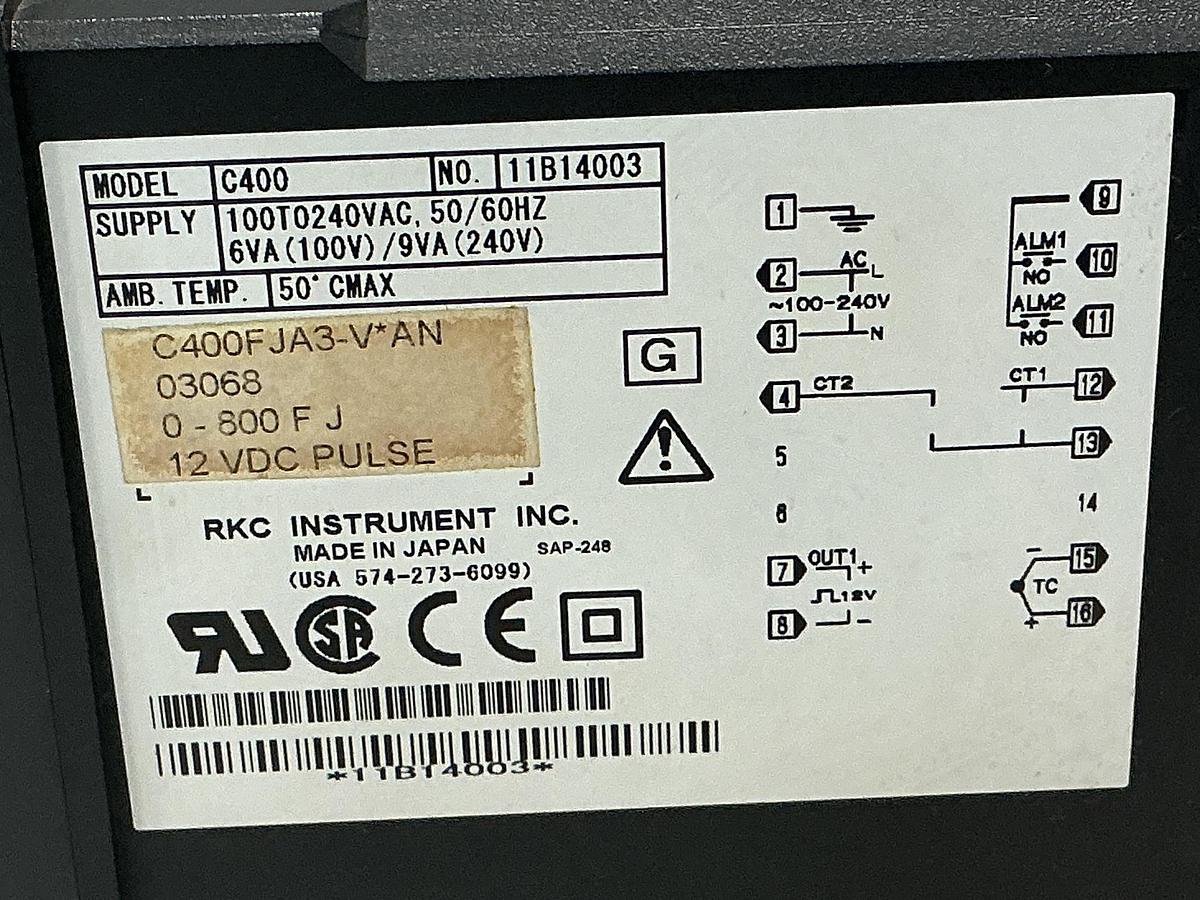 MODEL C400 NO. 11B14003
SUPPLY 100TO240VAC, 50/60HZ
6VA(100V)/9VA(240V)
AMB. TEMP. 50°CMAX
C400FJA3-V*AN
03068
0 - 800 F J
12 VDC PULSE
G
RKC INSTRUMENT INC.
MADE IN JAPAN SAP-248
(USA 574-273-6099)
SA CE
*11B14003*
1
2 AC L
~100-240V
3 N
4 CT2
5
6
7 OUT1 +
12V
8 -
9
ALM1 10
NO
ALM2 11
NO
CT1 12
13
14
- 15
TC
+ 16